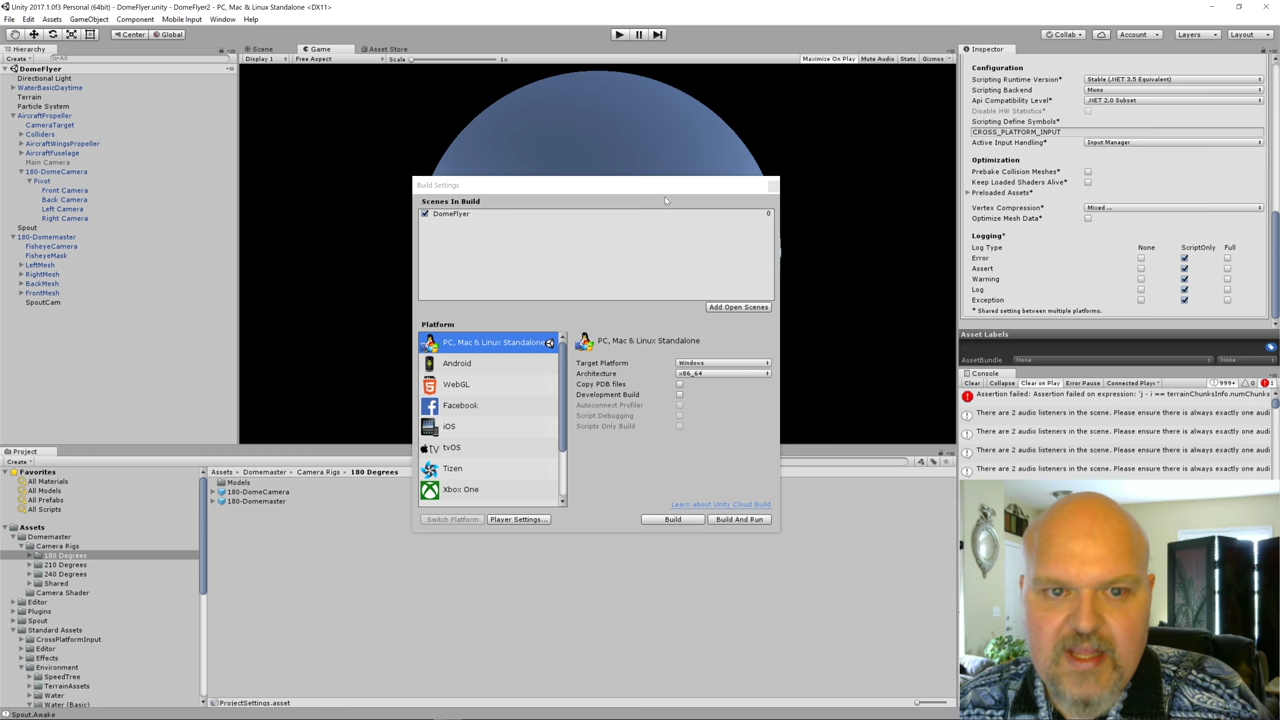 Unity 2017.1.0f3 Personal (64bit) - DomeFlyer.unity - DomeFlyer2 - PC, Mac & Linux Standalone <DX11>
File Edit Assets GameObject Component Mobile Input Window Help
Center Global
Collab Account Layers Layout
Hierarchy
Create All
DomeFlyer
Directional Light
WaterBasicDaytime
Terrain
Particle System
AircraftPropeller
CameraTarget
Colliders
AircraftWingsPropeller
AircraftFuselage
Main Camera
180-DomeCamera
Pivot
Front Camera
Back Camera
Left Camera
Right Camera
Spout
180-Domemaster
FisheyeCamera
FisheyeMask
LeftMesh
RightMesh
BackMesh
FrontMesh
SpoutCam
Scene Game Asset Store
Display 1 Free Aspect Scale 1x Maximize On Play Mute Audio Stats Gizmos
Build Settings
Scenes In Build
DomeFlyer 0
Add Open Scenes
Platform
PC, Mac & Linux Standalone
Android
WebGL
Facebook
iOS
tvOS
Tizen
Xbox One
PC, Mac & Linux Standalone
Target Platform Windows
Architecture x86_64
Copy PDB files
Development Build
Autoconnect Profiler
Script Debugging
Scripts Only Build
Learn about Unity Cloud Build
Switch Platform Player Settings... Build Build And Run
Inspector
Configuration
Scripting Runtime Version* Stable (.NET 3.5 Equivalent)
Scripting Backend Mono
Api Compatibility Level* .NET 2.0 Subset
Disable HW Statistics*
Scripting Define Symbols*
CROSS_PLATFORM_INPUT
Active Input Handling* Input Manager
Optimization
Prebake Collision Meshes*
Keep Loaded Shaders Alive*
Preloaded Assets*
Vertex Compression* Mixed ...
Optimize Mesh Data*
Logging*
Log Type None ScriptOnly Full
Error
Assert
Warning
Log
Exception
* Shared setting between multiple platforms.
Asset Labels
AssetBundle None None
Console
Clear Collapse Clear on Play Error Pause Connected Player 999+ 0 1
Assertion failed: Assertion failed on expression: 'j - i == terrainChunksInfo.numChunks
There are 2 audio listeners in the scene. Please ensure there is always exactly one audi
There are 2 audio listeners in the scene. Please ensure there is always exactly one audi
There are 2 audio listeners in the scene. Please ensure there is always exactly one audi
There are 2 audio listeners in the scene. Please ensure there is always exactly one audi
Project
Create
Favorites
All Materials
All Models
All Prefabs
All Scripts
Assets
Domemaster
Camera Rigs
180 Degrees
210 Degrees
240 Degrees
Shared
Camera Shader
Editor
Plugins
Spout
Standard Assets
CrossPlatformInput
Editor
Effects
Environment
SpeedTree
TerrainAssets
Water
Water (Basic)
Assets Domemaster Camera Rigs 180 Degrees
Models
180-DomeCamera
180-Domemaster
ProjectSettings.asset
Spout.Awake